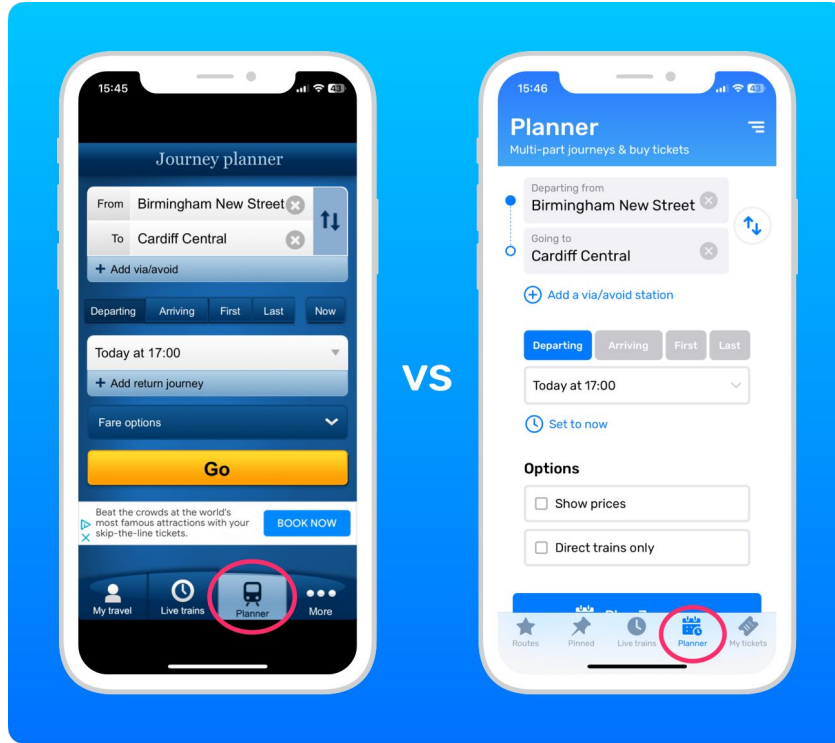 15:45
43
Journey planner
From Birmingham New Street
To Cardiff Central
+ Add via/avoid
Departing Arriving First Last Now
Today at 17:00
+ Add return journey
Fare options
Go
Beat the crowds at the world's
most famous attractions with your
skip-the-line tickets.
BOOK NOW
My travel Live trains Planner More
VS
15:46
43
Planner
Multi-part journeys & buy tickets
Departing from
Birmingham New Street
Going to
Cardiff Central
Add a via/avoid station
Departing Arriving First Last
Today at 17:00
Set to now
Options
Show prices
Direct trains only
Routes Pinned Live trains Planner My tickets